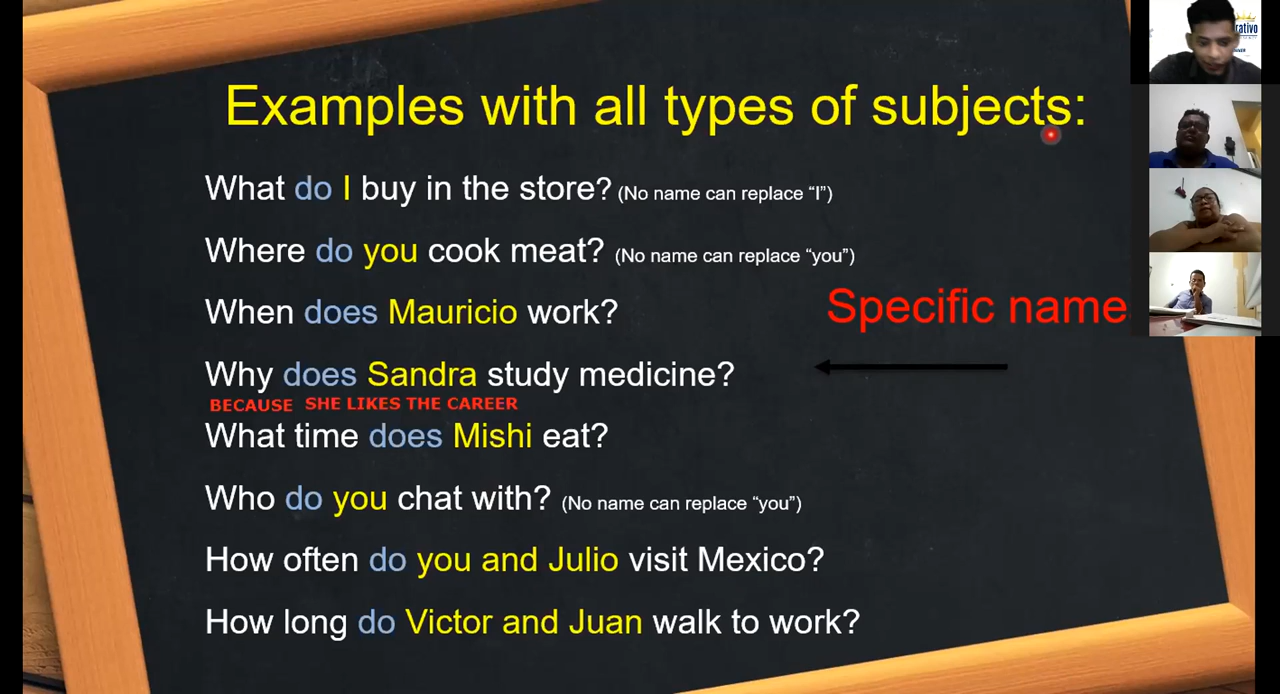 Examples with all types of subjects:
What do I buy in the store? (No name can replace “I”)
Where do you cook meat? (No name can replace “you”)
When does Mauricio work?
Specific name
Why does Sandra study medicine?
BECAUSE SHE LIKES THE CAREER
What time does Mishi eat?
Who do you chat with? (No name can replace “you”)
How often do you and Julio visit Mexico?
How long do Victor and Juan walk to work?
rativo